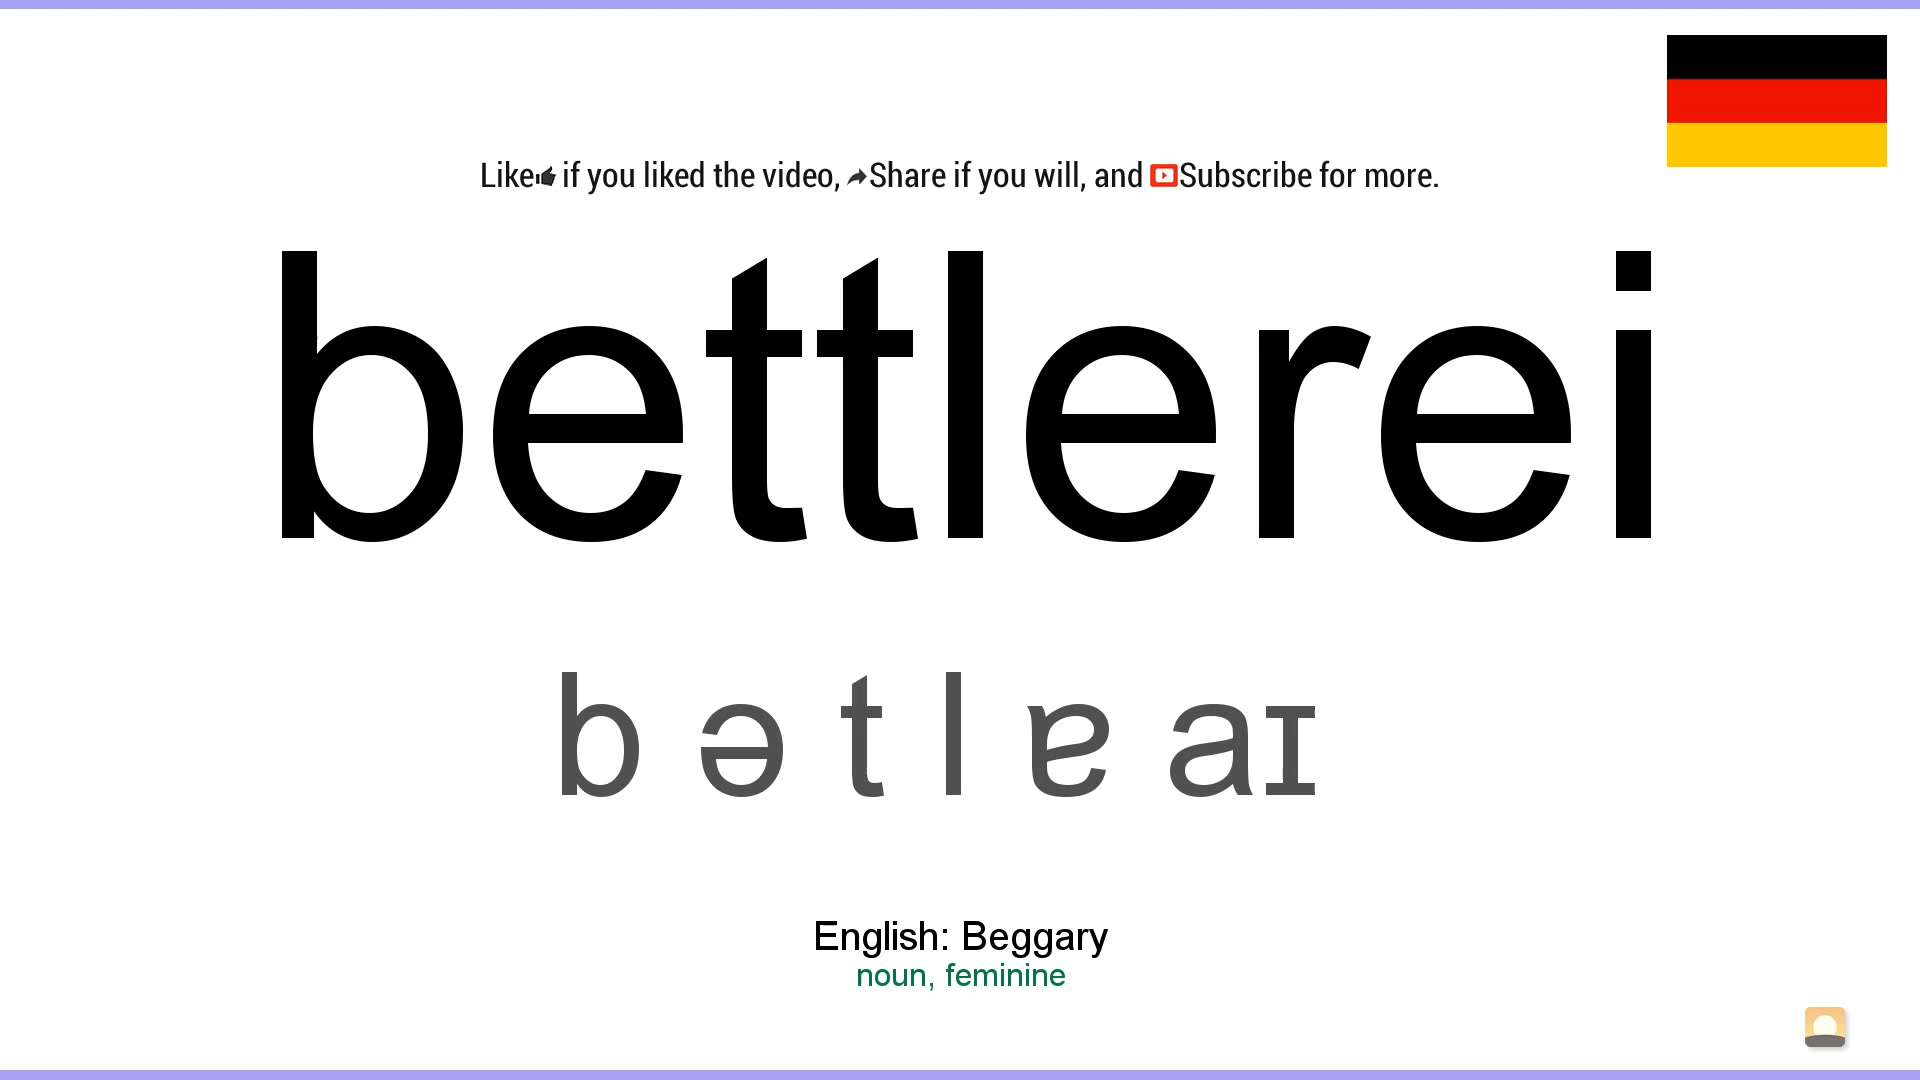 Like if you liked the video, Share if you will, and Subscribe for more.
bettlerei
b ə t l ɐ aɪ
English: Beggary
noun, feminine